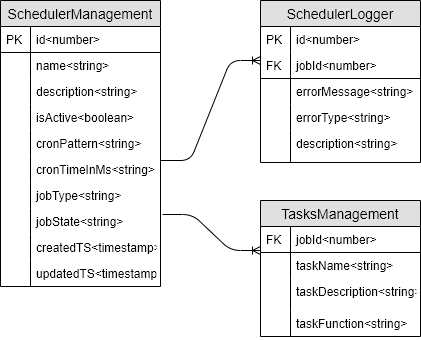 SchedulerManagement
PK id<number>
name<string>
description<string>
isActive<boolean>
cronPattern<string>
cronTimeInMs<string>
jobType<string>
jobState<string>
createdTS<timestamp>
updatedTS<timestamp
SchedulerLogger
PK id<number>
FK jobId<number>
errorMessage<string>
errorType<string>
description<string>
TasksManagement
FK jobId<number>
taskName<string>
taskDescription<string>
taskFunction<string>